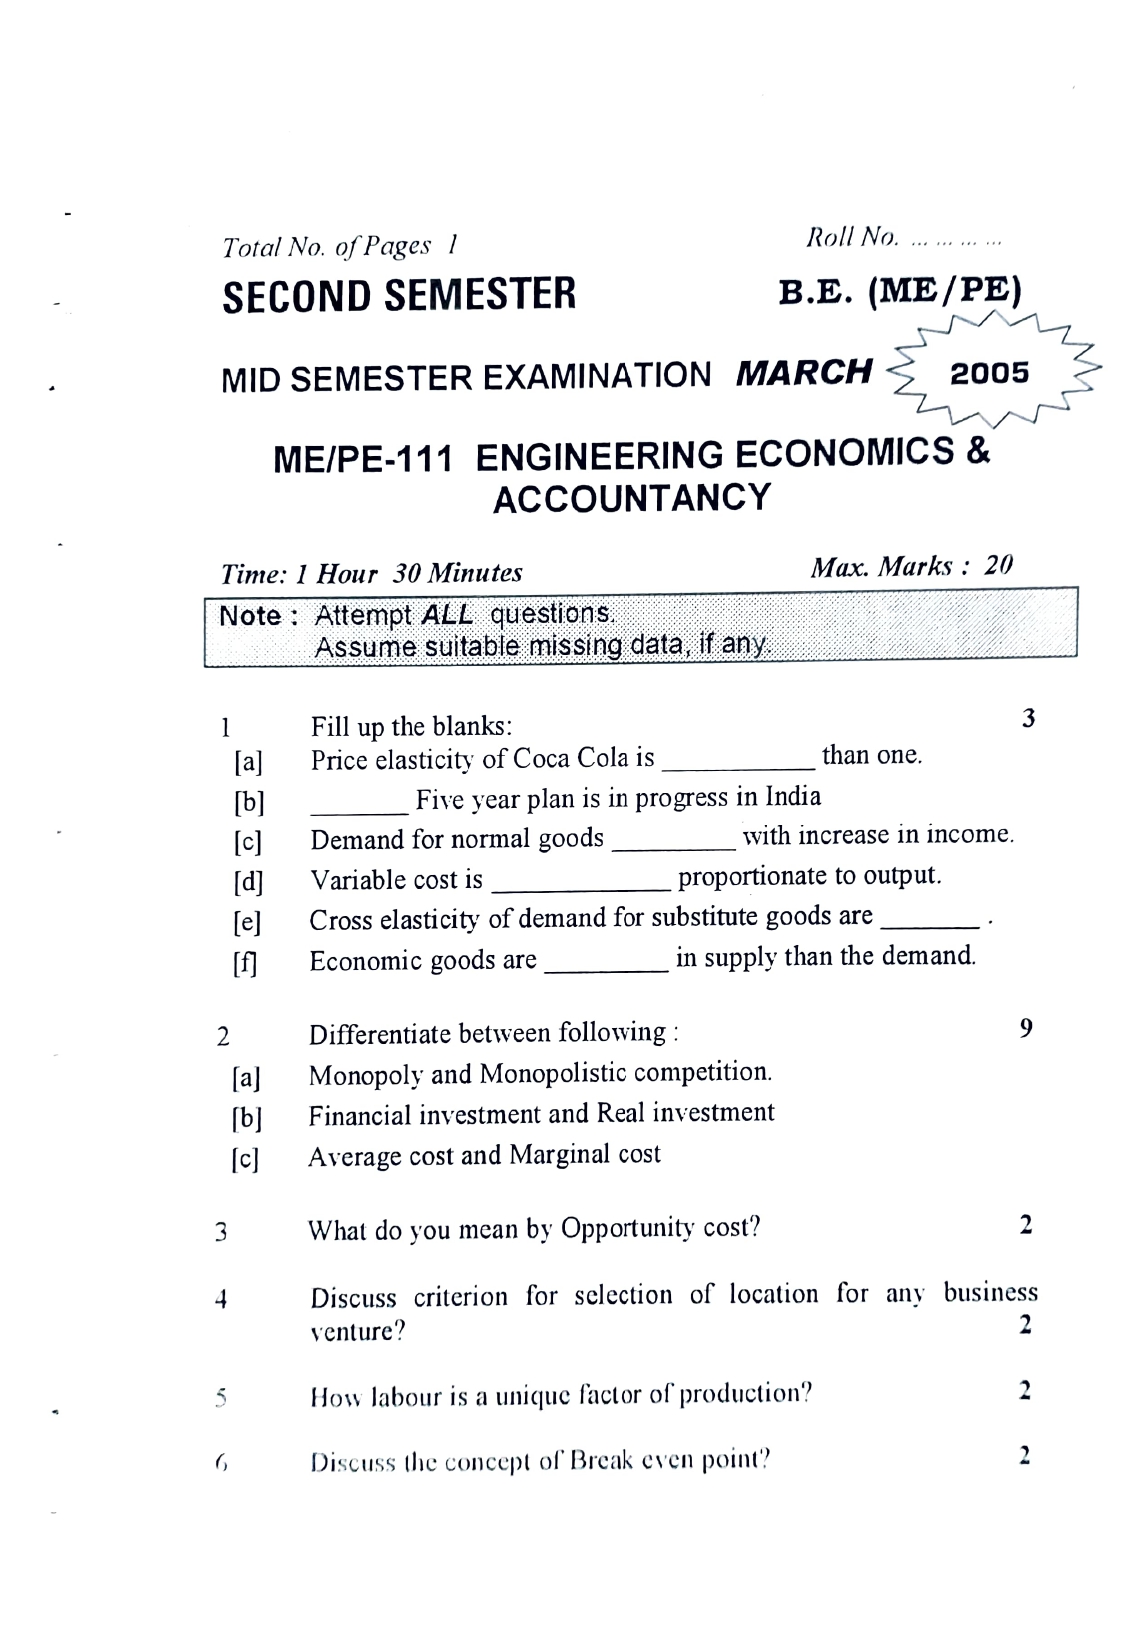 Total No. of Pages 1 Roll No. ... ... ... ...
SECOND SEMESTER B.E. (ME/PE)
MID SEMESTER EXAMINATION MARCH 2005
ME/PE-111 ENGINEERING ECONOMICS &
ACCOUNTANCY
Time: 1 Hour 30 Minutes Max. Marks : 20
Note : Attempt ALL questions.
Assume suitable missing data, if any.
1 Fill up the blanks: 3
[a] Price elasticity of Coca Cola is ___________ than one.
[b] _______ Five year plan is in progress in India
[c] Demand for normal goods _________ with increase in income.
[d] Variable cost is _____________ proportionate to output.
[e] Cross elasticity of demand for substitute goods are _______ .
[f] Economic goods are _________ in supply than the demand.
2 Differentiate between following : 9
[a] Monopoly and Monopolistic competition.
[b] Financial investment and Real investment
[c] Average cost and Marginal cost
3 What do you mean by Opportunity cost? 2
4 Discuss criterion for selection of location for any business
venture? 2
5 How labour is a unique factor of production? 2
6 Discuss the concept of Break even point? 2